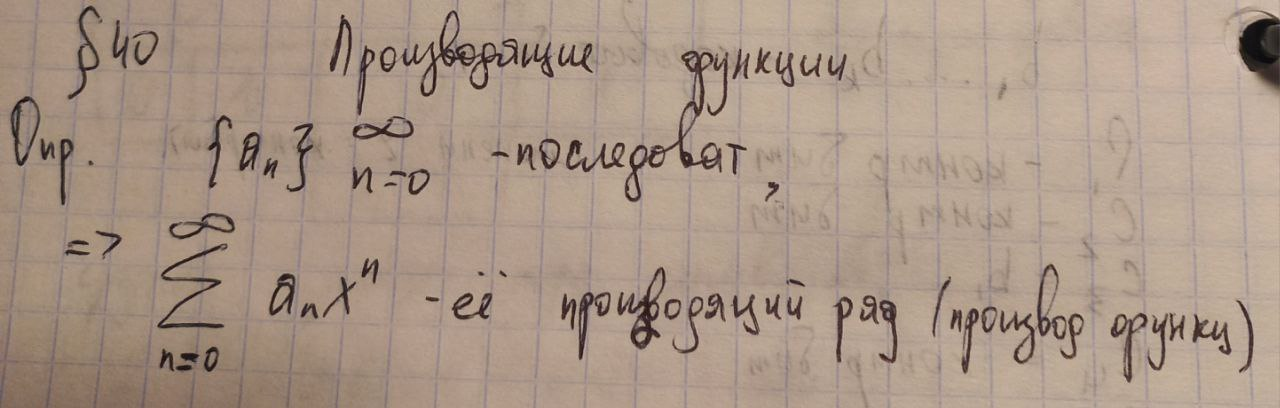 §40 Производящие функции
Опр. {aₙ} ∞ n=0 - последоват,
=> ∑ ∞ n=0 aₙxⁿ - её производящий ряд (производ функц)